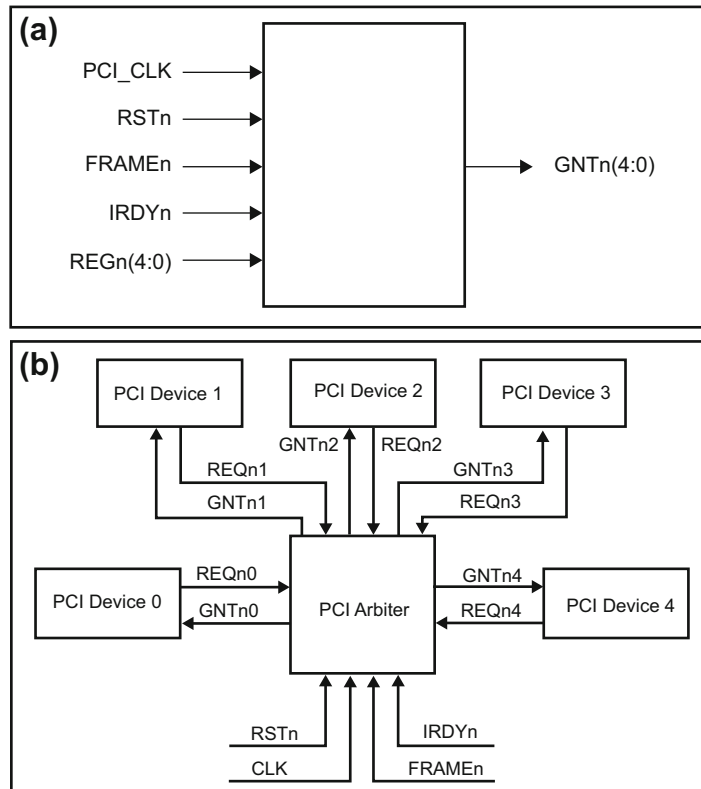 (a)
PCI_CLK
RSTn
FRAMEn
IRDYn
REGn(4:0)
GNTn(4:0)
(b)
PCI Device 1
PCI Device 2
PCI Device 3
GNTn2
REQn2
REQn1
GNTn3
GNTn1
REQn3
PCI Device 0
REQn0
GNTn0
PCI Arbiter
GNTn4
REQn4
PCI Device 4
RSTn
IRDYn
CLK
FRAMEn